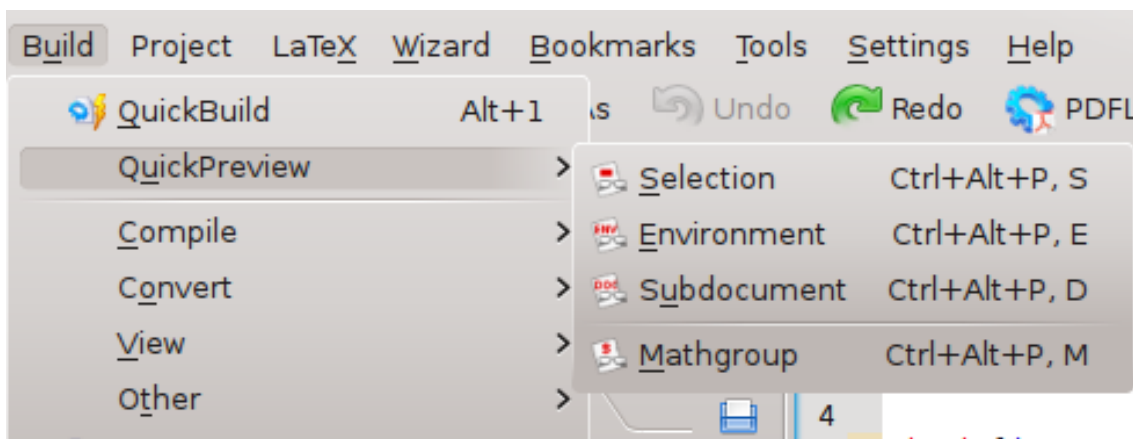 Build Project LaTeX Wizard Bookmarks Tools Settings Help
QuickBuild Alt+1 As Undo Redo PDFL
QuickPreview
Selection Ctrl+Alt+P, S
Compile
Environment Ctrl+Alt+P, E
Convert
Subdocument Ctrl+Alt+P, D
View
Mathgroup Ctrl+Alt+P, M
Other
4